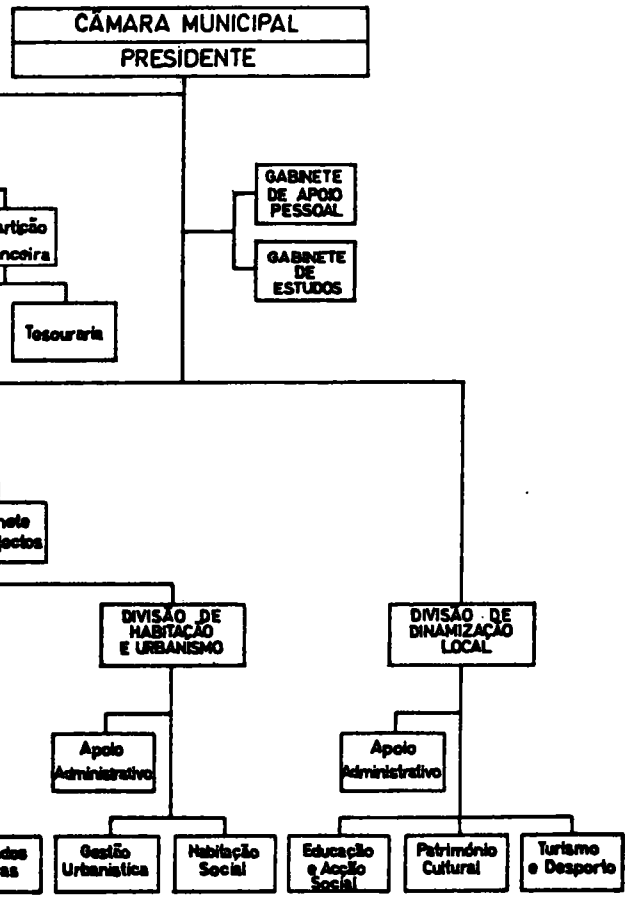 CÂMARA MUNICIPAL
PRESIDENTE
GABINETE
DE APOIO
PESSOAL
GABINETE
DE
ESTUDOS
Tesouraria
DIVISÃO DE
HABITAÇÃO
E URBANISMO
DIVISÃO DE
DINAMIZAÇÃO
LOCAL
Apoio
Administrativo
Apoio
Administrativo
Gestão
Urbanistica
Habitação
Social
Educação
e Acção
Social
Património
Cultural
Turismo
e Desporto